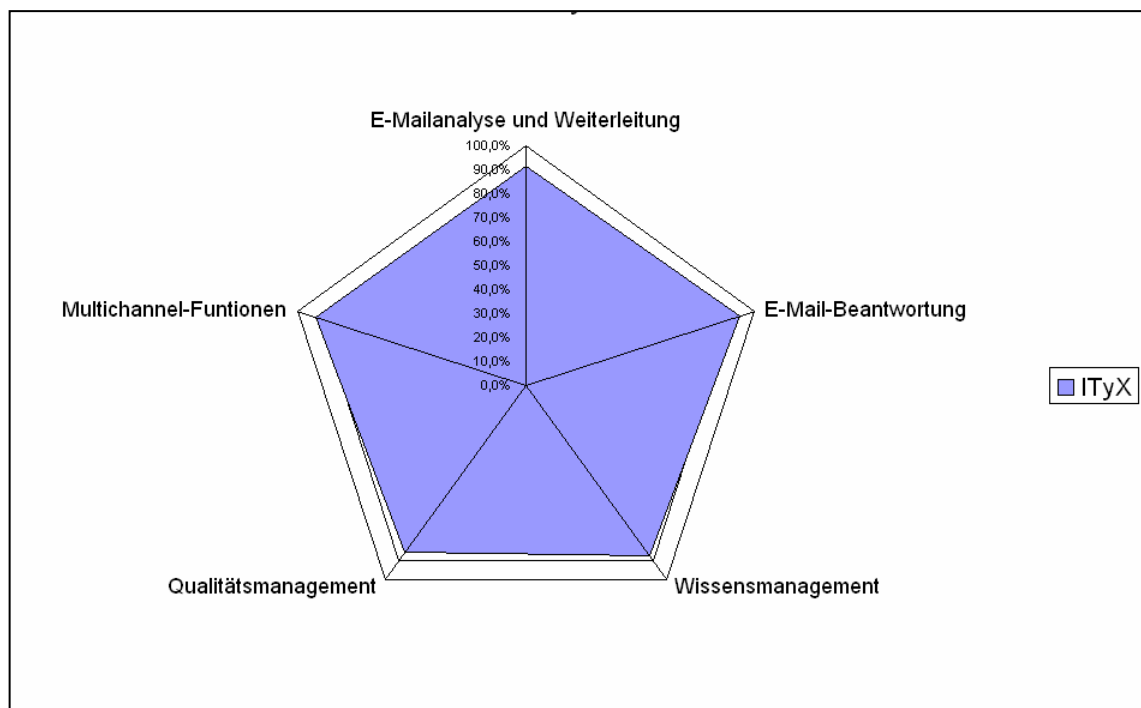 E-Mailanalyse und Weiterleitung
100,0%
90,0%
80,0%
70,0%
60,0%
50,0%
40,0%
30,0%
20,0%
10,0%
0,0%
Multichannel-Funtionen
E-Mail-Beantwortung
ITyX
Qualitätsmanagement
Wissensmanagement